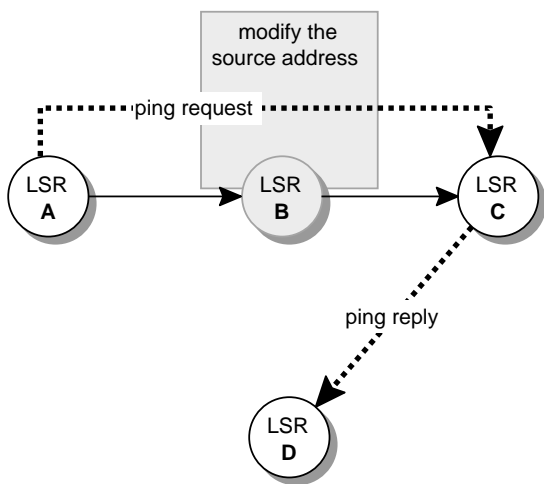 modify the
source address
ping request
LSR
A
LSR
B
LSR
C
ping reply
LSR
D